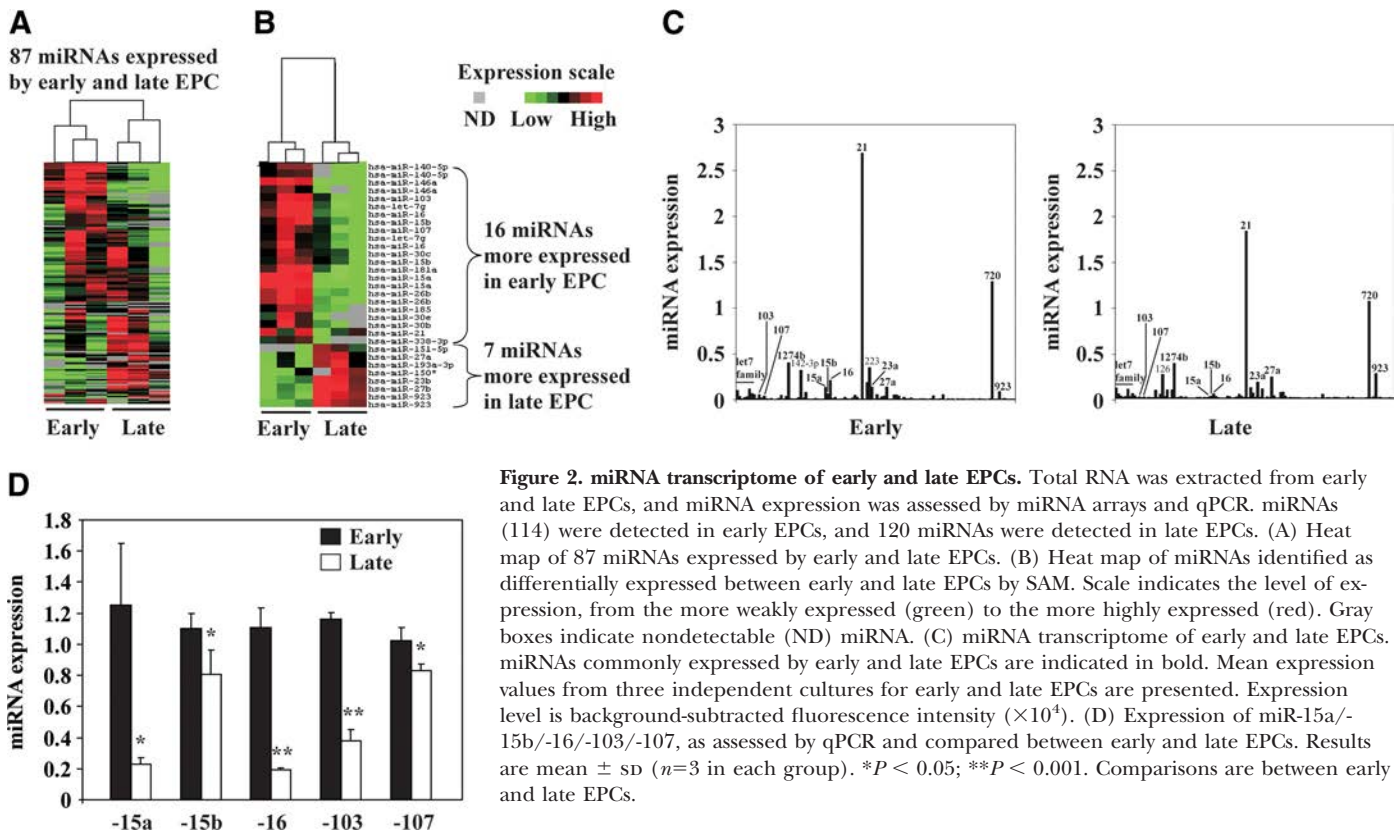 A
87 miRNAs expressed
by early and late EPC
Early Late
B
Expression scale
ND Low High
hsa-miR-140-5p
hsa-miR-140-5p
hsa-miR-146a
hsa-miR-146a
hsa-miR-103
hsa-let-7g
hsa-miR-16
hsa-miR-15b
hsa-miR-107
hsa-let-7g
hsa-miR-16
hsa-miR-30c
hsa-miR-15b
hsa-miR-181a
hsa-miR-15a
hsa-miR-15a
hsa-miR-26b
hsa-miR-26b
hsa-miR-185
hsa-miR-30e
hsa-miR-30b
hsa-miR-21
hsa-miR-338-3p
hsa-miR-151-5p
hsa-miR-27a
hsa-miR-193a-3p
hsa-miR-150*
hsa-miR-23b
hsa-miR-27b
hsa-miR-923
hsa-miR-923
16 miRNAs
more expressed
in early EPC
7 miRNAs
more expressed
in late EPC
Early Late
C
miRNA expression
3
2.5
2
1.5
1
0.5
0
let7
family
103
107
1274b
142-3p
15a
15b
16
21
223
23a
27a
720
923
Early
miRNA expression
3
2.5
2
1.5
1
0.5
0
let7
family
103
107
1274b
126
15a
15b
16
21
23a
27a
720
923
Late
D
miRNA expression
1.8
1.6
1.4
1.2
1.0
0.8
0.6
0.4
0.2
0
Early
Late
* * ** ** *
-15a -15b -16 -103 -107
Figure 2. miRNA transcriptome of early and late EPCs. Total RNA was extracted from early
and late EPCs, and miRNA expression was assessed by miRNA arrays and qPCR. miRNAs
(114) were detected in early EPCs, and 120 miRNAs were detected in late EPCs. (A) Heat
map of 87 miRNAs expressed by early and late EPCs. (B) Heat map of miRNAs identified as
differentially expressed between early and late EPCs by SAM. Scale indicates the level of ex-
pression, from the more weakly expressed (green) to the more highly expressed (red). Gray
boxes indicate nondetectable (ND) miRNA. (C) miRNA transcriptome of early and late EPCs.
miRNAs commonly expressed by early and late EPCs are indicated in bold. Mean expression
values from three independent cultures for early and late EPCs are presented. Expression
level is background-subtracted fluorescence intensity (×10⁴). (D) Expression of miR-15a/-
15b/-16/-103/-107, as assessed by qPCR and compared between early and late EPCs. Results
are mean ± SD (n=3 in each group). *P < 0.05; **P < 0.001. Comparisons are between early
and late EPCs.